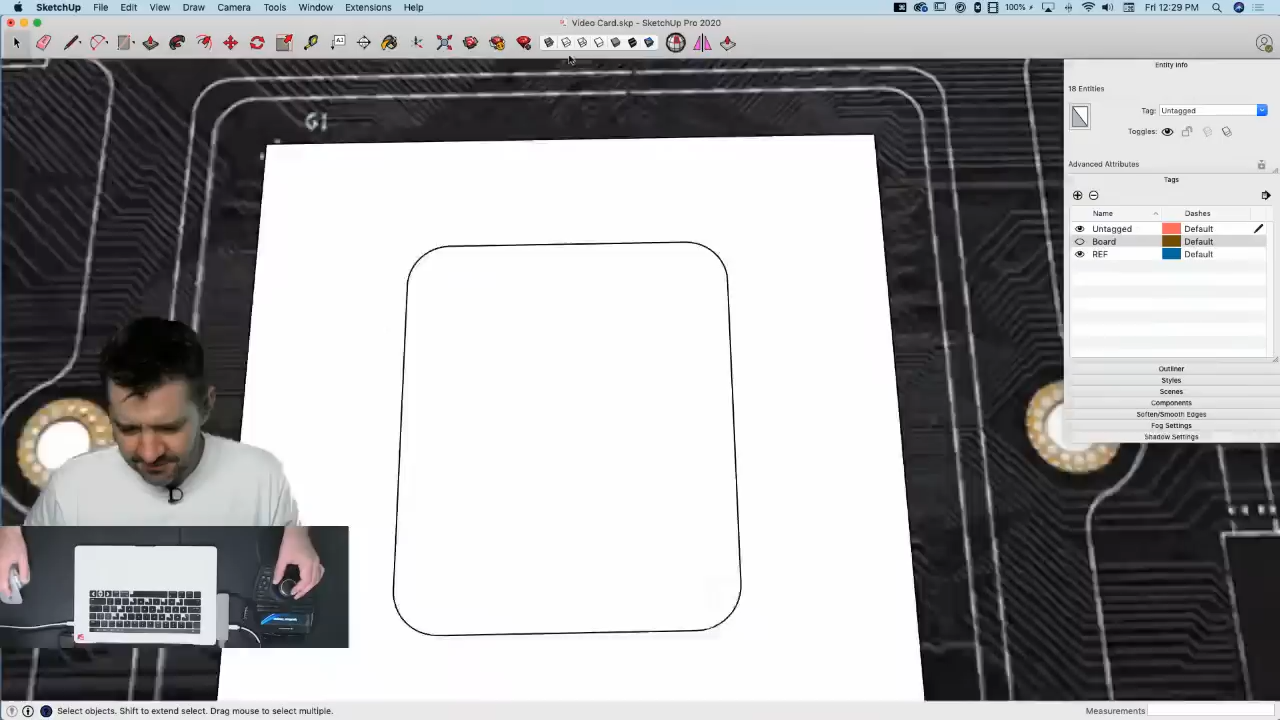 SketchUp File Edit View Camera Draw Tools Window Extensions Help 100% Fri 12:29 PM
Video Card.skp - SketchUp Pro 2020
Entity Info
18 Entities
Tag: Untagged
Toggles:
Advanced Attributes
Tags
Name Dashes
Untagged Default
Board Default
REF Default
Outliner
Styles
Scenes
Components
Soften/Smooth Edges
Fog Settings
Shadow Settings
G1
Select objects. Shift to extend select. Drag mouse to select multiple.
Measurements